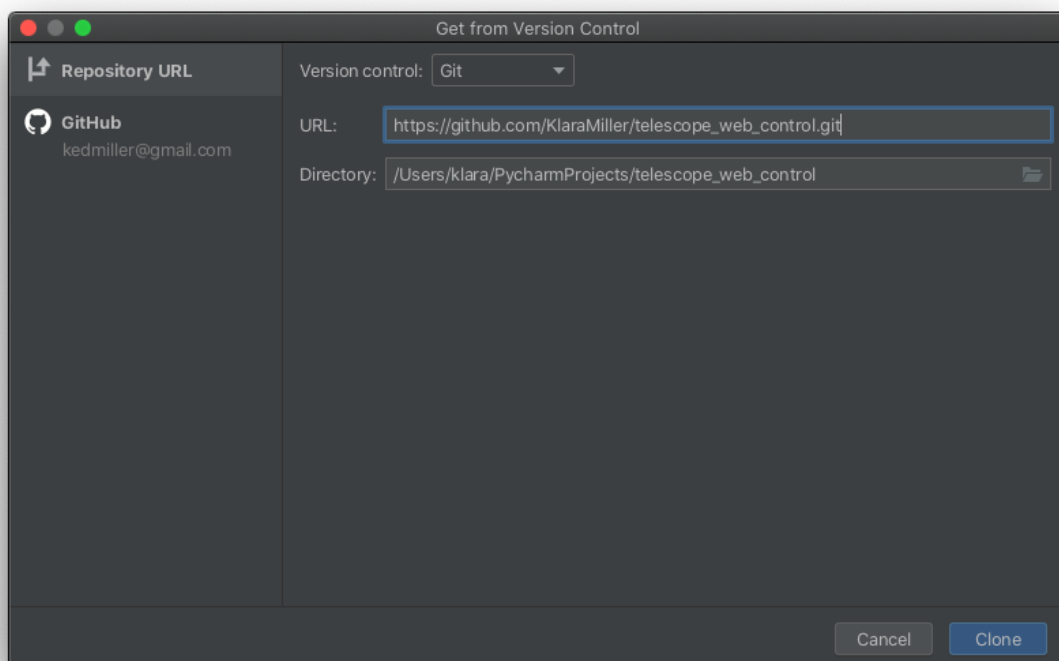 Get from Version Control
Repository URL
GitHub
kedmiller@gmail.com
Version control: Git
URL: https://github.com/KlaraMiller/telescope_web_control.git
Directory: /Users/klara/PycharmProjects/telescope_web_control
Cancel Clone